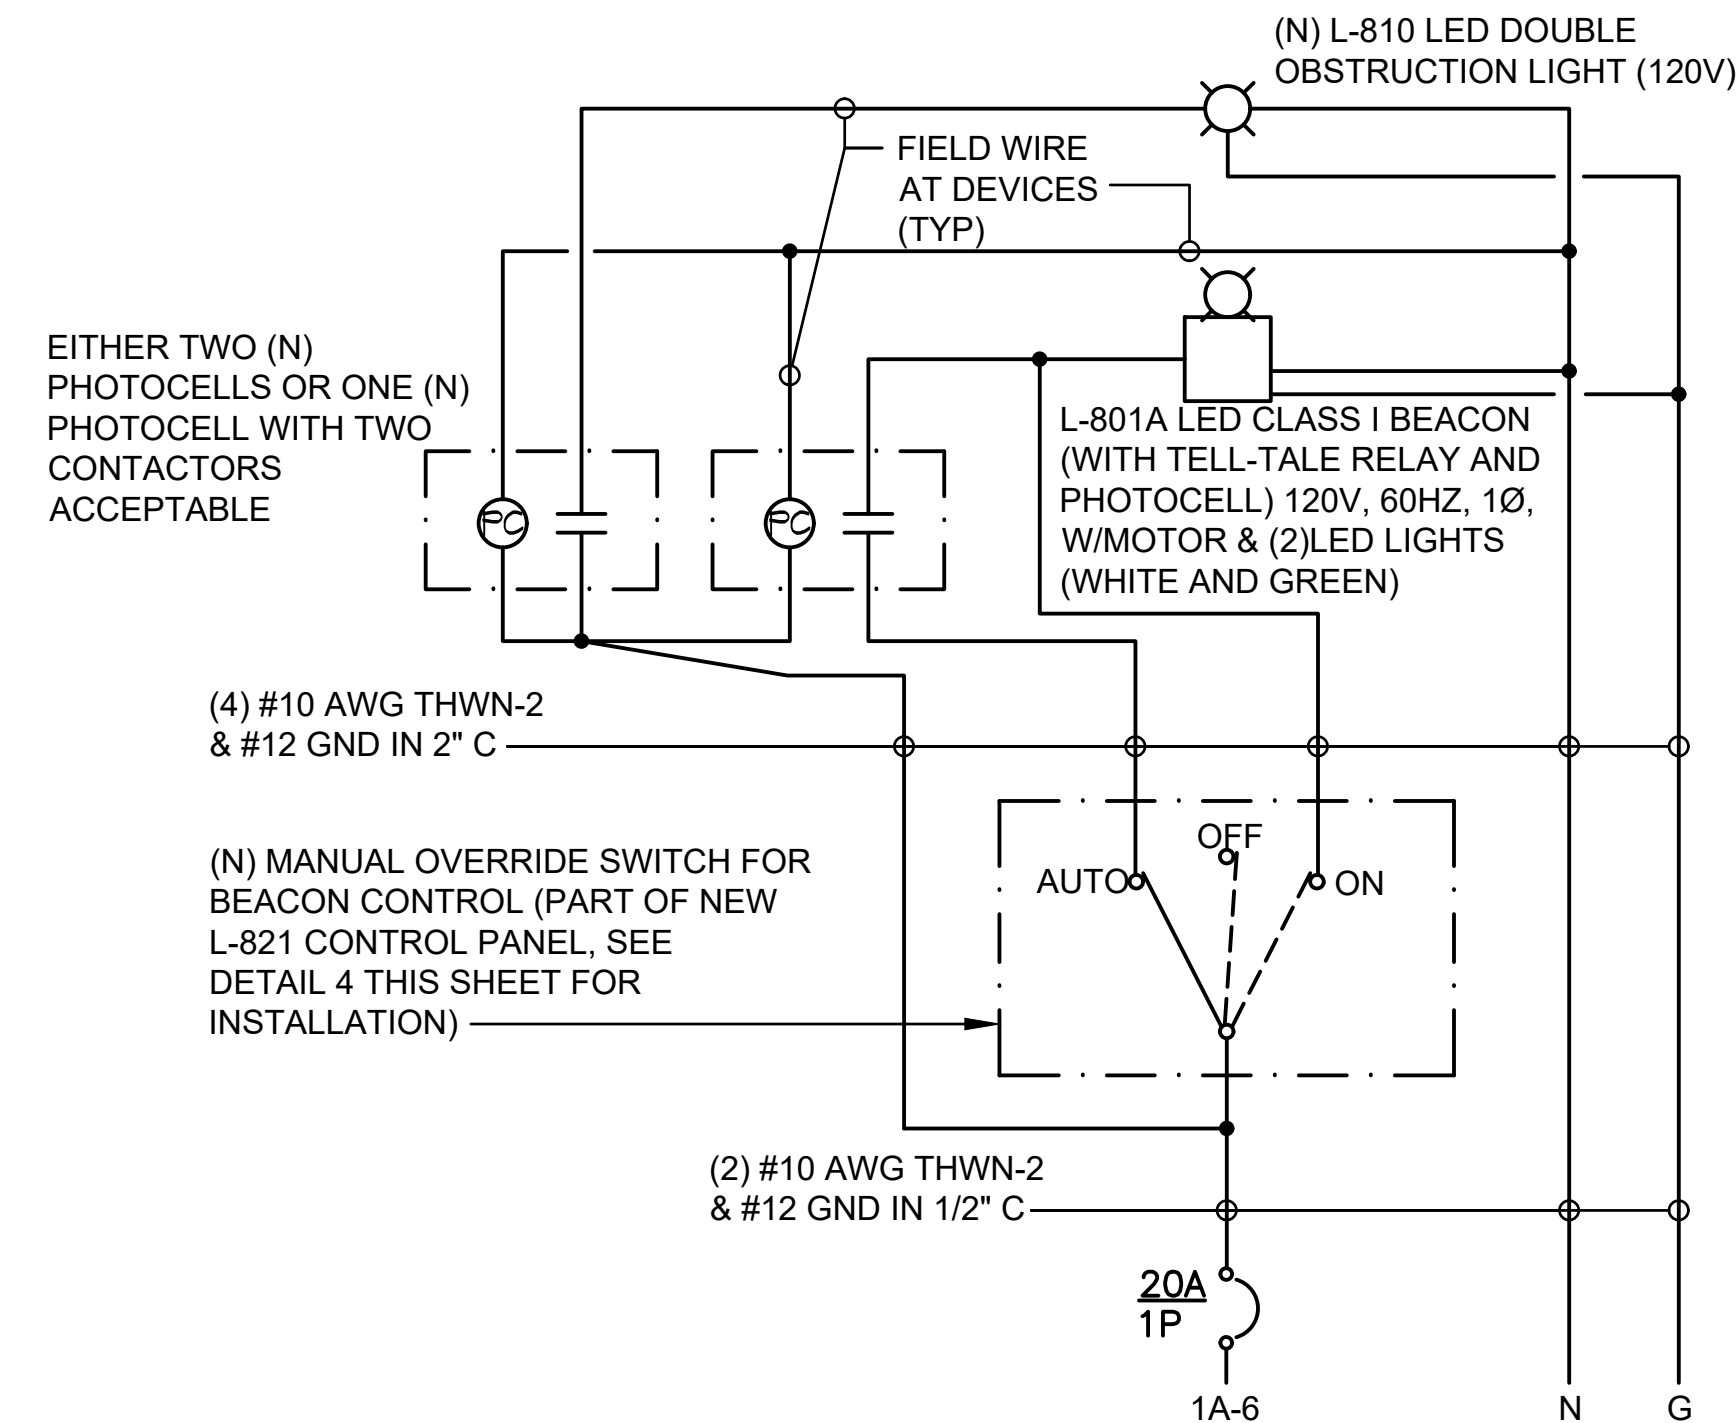 (N) L-810 LED DOUBLE
OBSTRUCTION LIGHT (120V)
FIELD WIRE
AT DEVICES
(TYP)
EITHER TWO (N)
PHOTOCELLS OR ONE (N)
PHOTOCELL WITH TWO
CONTACTORS
ACCEPTABLE
PC
PC
L-801A LED CLASS I BEACON
(WITH TELL-TALE RELAY AND
PHOTOCELL) 120V, 60HZ, 1Ø,
W/MOTOR & (2)LED LIGHTS
(WHITE AND GREEN)
(4) #10 AWG THWN-2
& #12 GND IN 2" C
(N) MANUAL OVERRIDE SWITCH FOR
BEACON CONTROL (PART OF NEW
L-821 CONTROL PANEL, SEE
DETAIL 4 THIS SHEET FOR
INSTALLATION)
OFF
AUTO
ON
(2) #10 AWG THWN-2
& #12 GND IN 1/2" C
20A
1P
1A-6
N
G